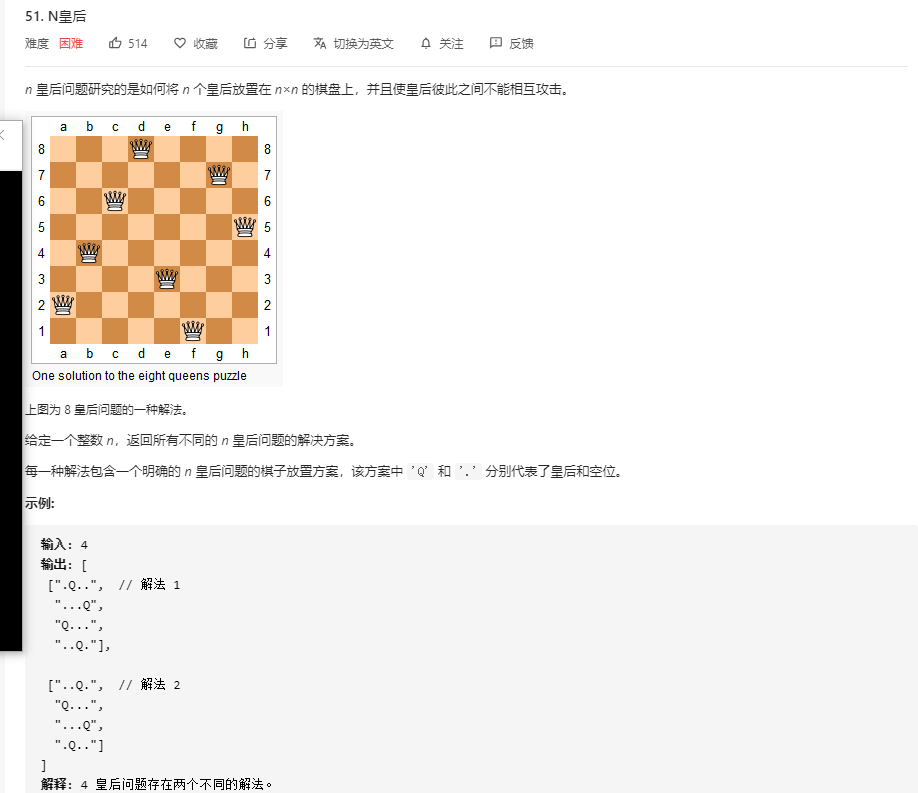 51. N皇后
难度 困难 514 收藏 分享 切换为英文 关注 反馈
n 皇后问题研究的是如何将 n 个皇后放置在 n×n 的棋盘上，并且使皇后彼此之间不能相互攻击。
a b c d e f g h
8 8
7 7
6 6
5 5
4 4
3 3
2 2
1 1
a b c d e f g h
One solution to the eight queens puzzle
上图为 8 皇后问题的一种解法。
给定一个整数 n，返回所有不同的 n 皇后问题的解决方案。
每一种解法包含一个明确的 n 皇后问题的棋子放置方案，该方案中 'Q' 和 '.' 分别代表了皇后和空位。
示例:
输入: 4
输出: [
[".Q..", // 解法 1
"...Q",
"Q...",
"..Q."],
["..Q.", // 解法 2
"Q...",
"...Q",
".Q.."]
]
解释: 4 皇后问题存在两个不同的解法。